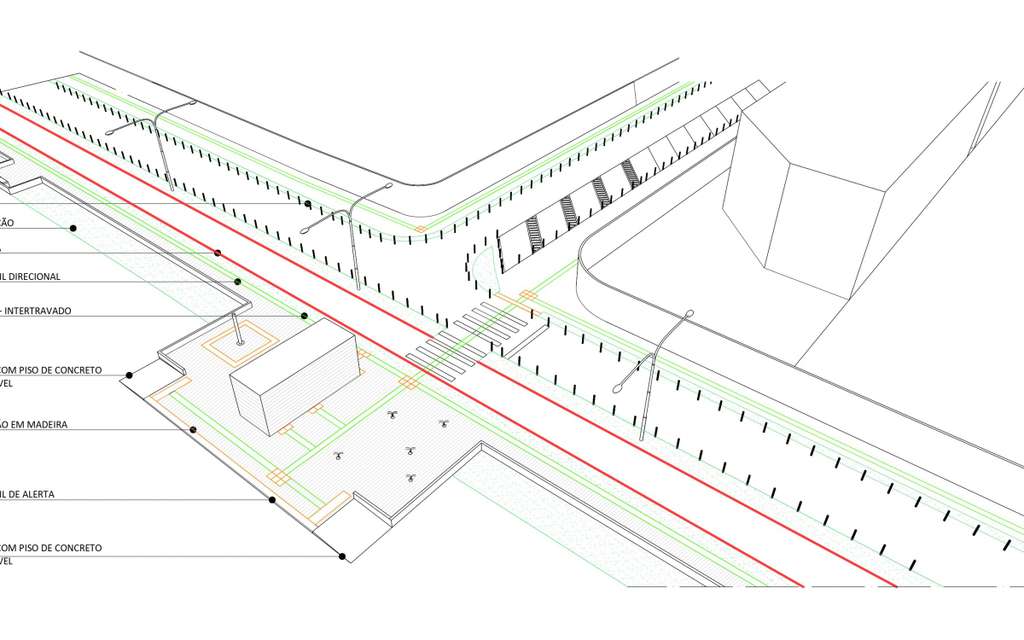 ÃO
IL DIRECIONAL
- INTERTRAVADO
COM PISO DE CONCRETO
VEL
ÃO EM MADEIRA
IL DE ALERTA
COM PISO DE CONCRETO
VEL